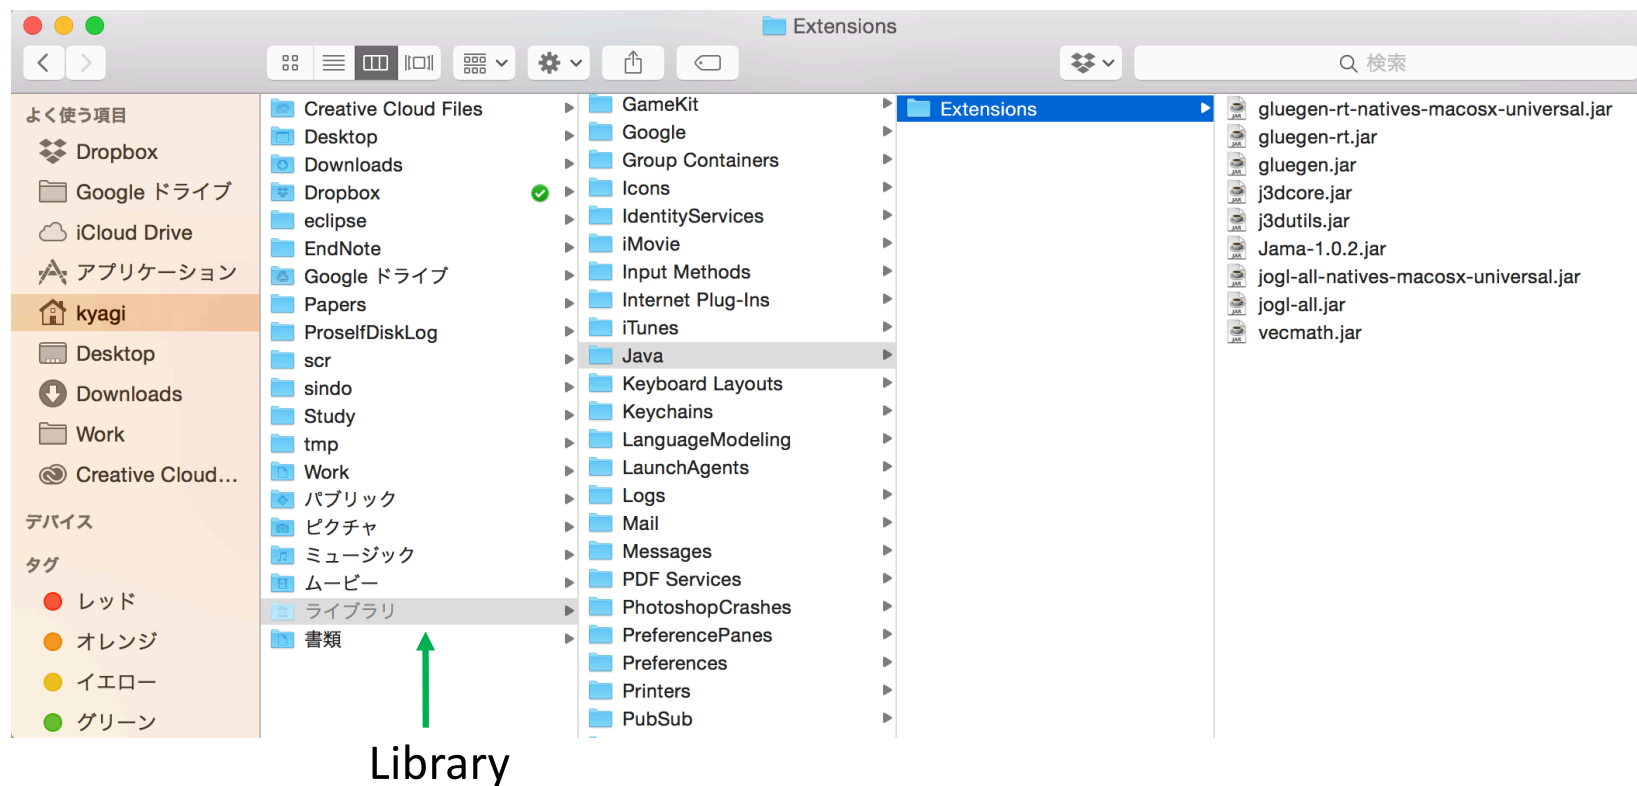 Extensions
検索
よく使う項目
Dropbox
Google ドライブ
iCloud Drive
アプリケーション
kyagi
Desktop
Downloads
Work
Creative Cloud...
デバイス
タグ
レッド
オレンジ
イエロー
グリーン
Creative Cloud Files
Desktop
Downloads
Dropbox
eclipse
EndNote
Google ドライブ
Papers
ProselfDiskLog
scr
sindo
Study
tmp
Work
パブリック
ピクチャ
ミュージック
ムービー
ライブラリ
書類
GameKit
Google
Group Containers
Icons
IdentityServices
iMovie
Input Methods
Internet Plug-Ins
iTunes
Java
Keyboard Layouts
Keychains
LanguageModeling
LaunchAgents
Logs
Mail
Messages
PDF Services
PhotoshopCrashes
PreferencePanes
Preferences
Printers
PubSub
Extensions
gluegen-rt-natives-macosx-universal.jar
gluegen-rt.jar
gluegen.jar
j3dcore.jar
j3dutils.jar
Jama-1.0.2.jar
jogl-all-natives-macosx-universal.jar
jogl-all.jar
vecmath.jar
Library